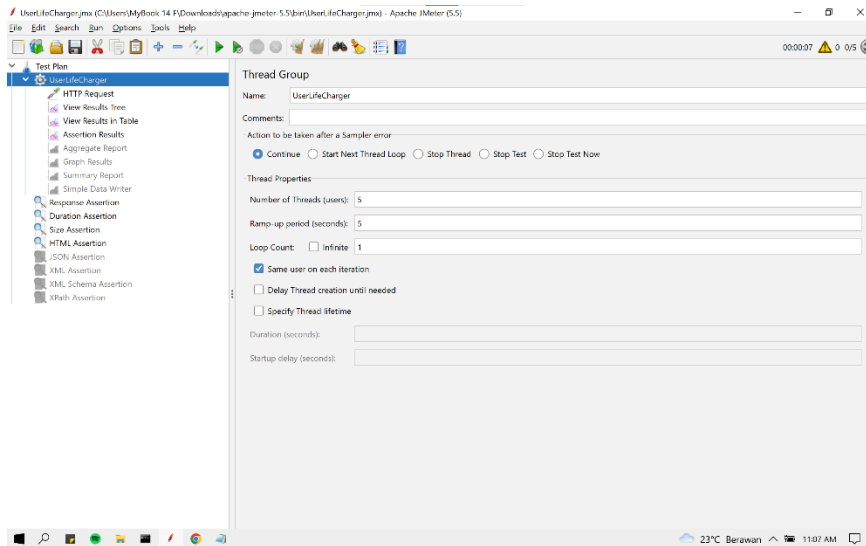 UserLifeCharger.jmx (C:\Users\MyBook 14 F\Downloads\apache-jmeter-5.5\bin\UserLifeCharger.jmx) - Apache JMeter (5.5)
File Edit Search Run Options Tools Help
00:00:07 0 0/5
Test Plan
UserLifeCharger
HTTP Request
View Results Tree
View Results in Table
Assertion Results
Aggregate Report
Graph Results
Summary Report
Simple Data Writer
Response Assertion
Duration Assertion
Size Assertion
HTML Assertion
JSON Assertion
XML Assertion
XML Schema Assertion
XPath Assertion
Thread Group
Name: UserLifeCharger
Comments:
Action to be taken after a Sampler error
Continue Start Next Thread Loop Stop Thread Stop Test Stop Test Now
Thread Properties
Number of Threads (users): 5
Ramp-up period (seconds): 5
Loop Count: Infinite 1
Same user on each iteration
Delay Thread creation until needed
Specify Thread lifetime
Duration (seconds):
Startup delay (seconds):
23°C Berawan 11:07 AM